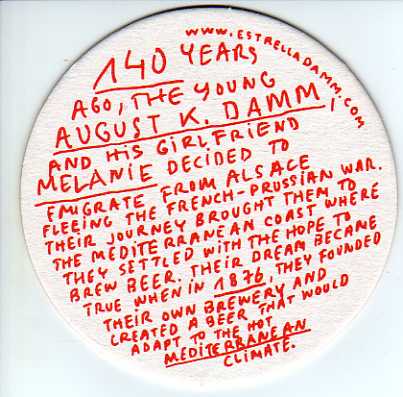 www.estrelladamm.com
140 YEARS
AGO, THE YOUNG
AUGUST K. DAMM,
AND HIS GIRLFRIEND
MELANIE DECIDED TO
EMIGRATE FROM ALSACE
FLEEING THE FRENCH-PRUSSIAN WAR.
THEIR JOURNEY BROUGHT THEM TO
THE MEDITERRANEAN COAST WHERE
THEY SETTLED WITH THE HOPE TO
BREW BEER. THEIR DREAM BECAME
TRUE WHEN IN 1876, THEY FOUNDED
THEIR OWN BREWERY AND
CREATED A BEER THAT WOULD
ADAPT TO THE HOT
MEDITERRANEAN
CLIMATE.